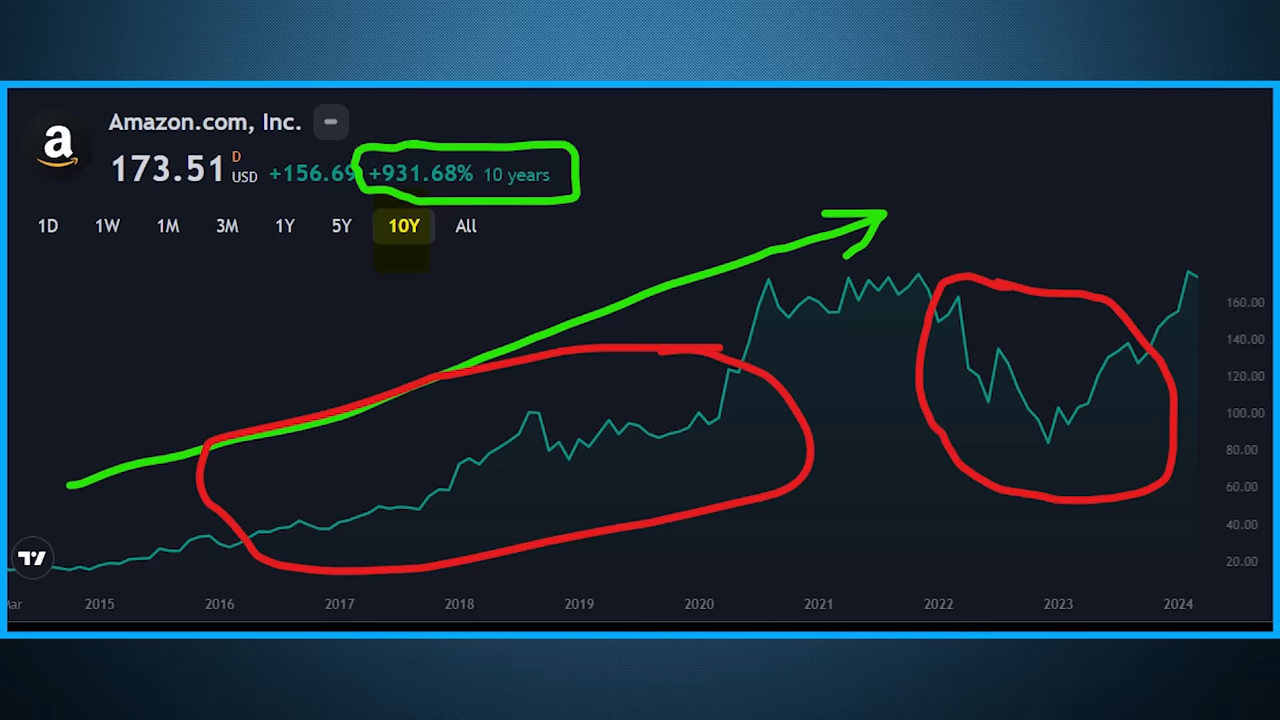 Amazon.com, Inc.
173.51 D USD +156.69 +931.68% 10 years
1D 1W 1M 3M 1Y 5Y 10Y All
160.00
140.00
120.00
100.00
80.00
60.00
40.00
20.00
Mar 2015 2016 2017 2018 2019 2020 2021 2022 2023 2024